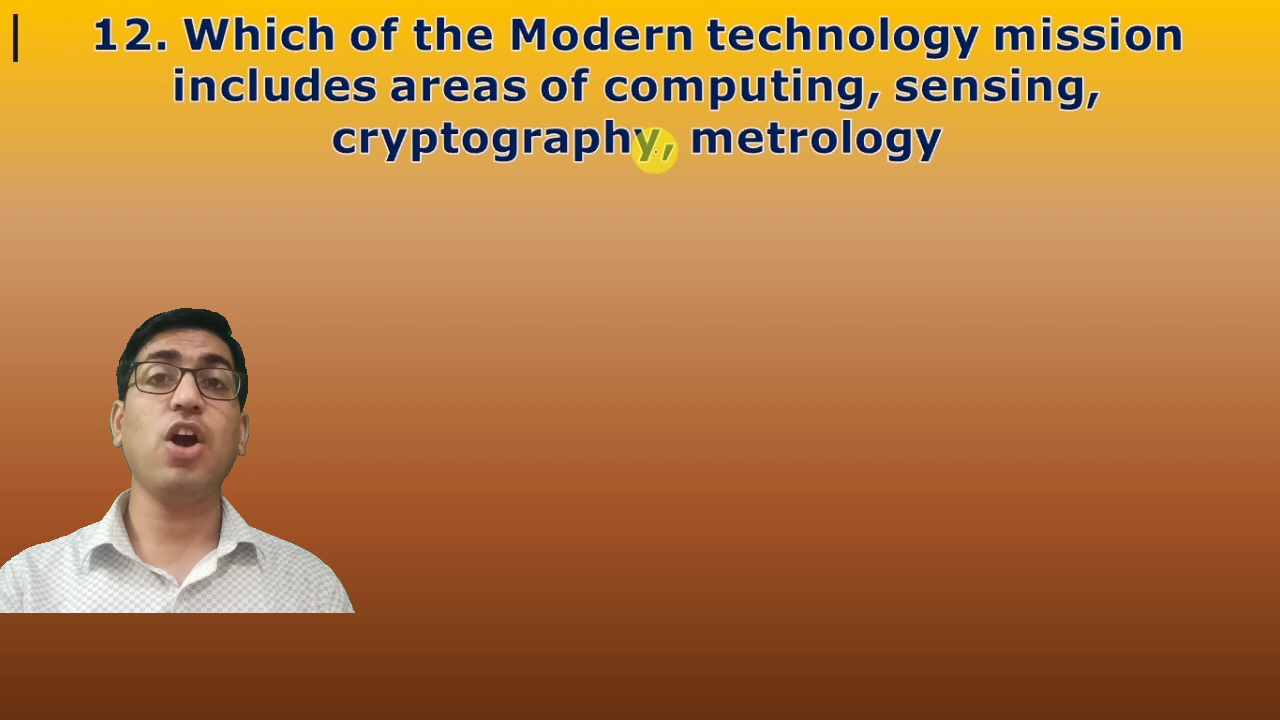 12. Which of the Modern technology mission
includes areas of computing, sensing,
cryptography, metrology